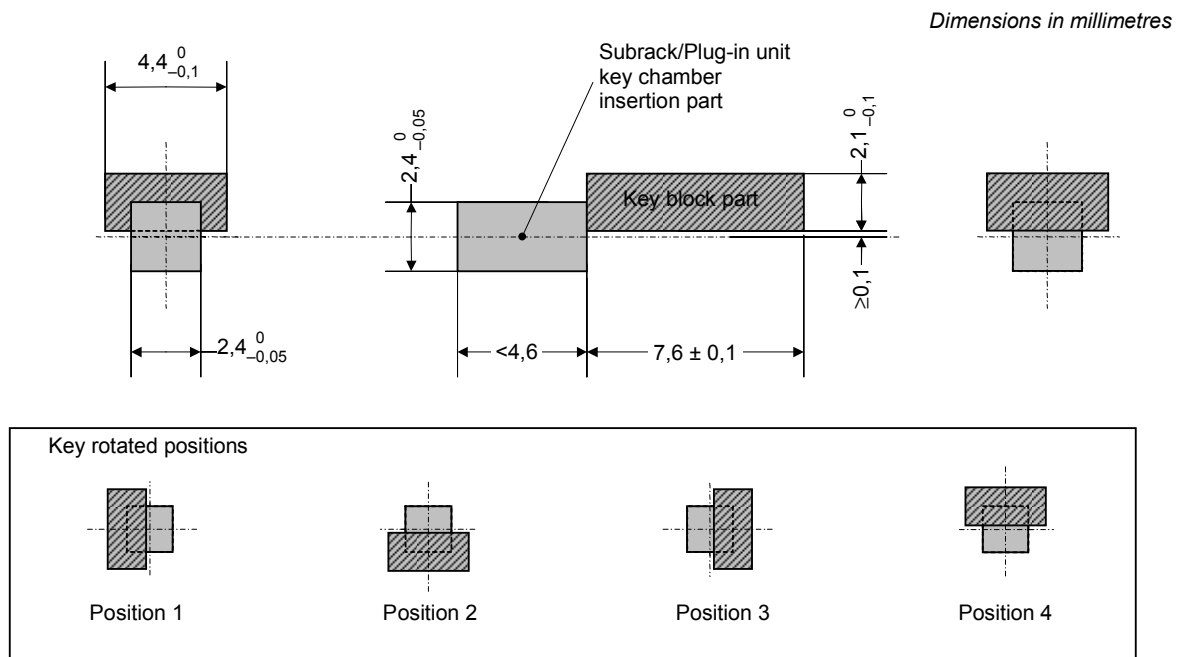 Dimensions in millimetres
4,4 0 –0,1
Subrack/Plug-in unit
key chamber
insertion part
2,4 0 –0,05
2,1 0 –0,1
Key block part
≥0,1
2,4 0 –0,05
<4,6
7,6 ± 0,1
Key rotated positions
Position 1
Position 2
Position 3
Position 4